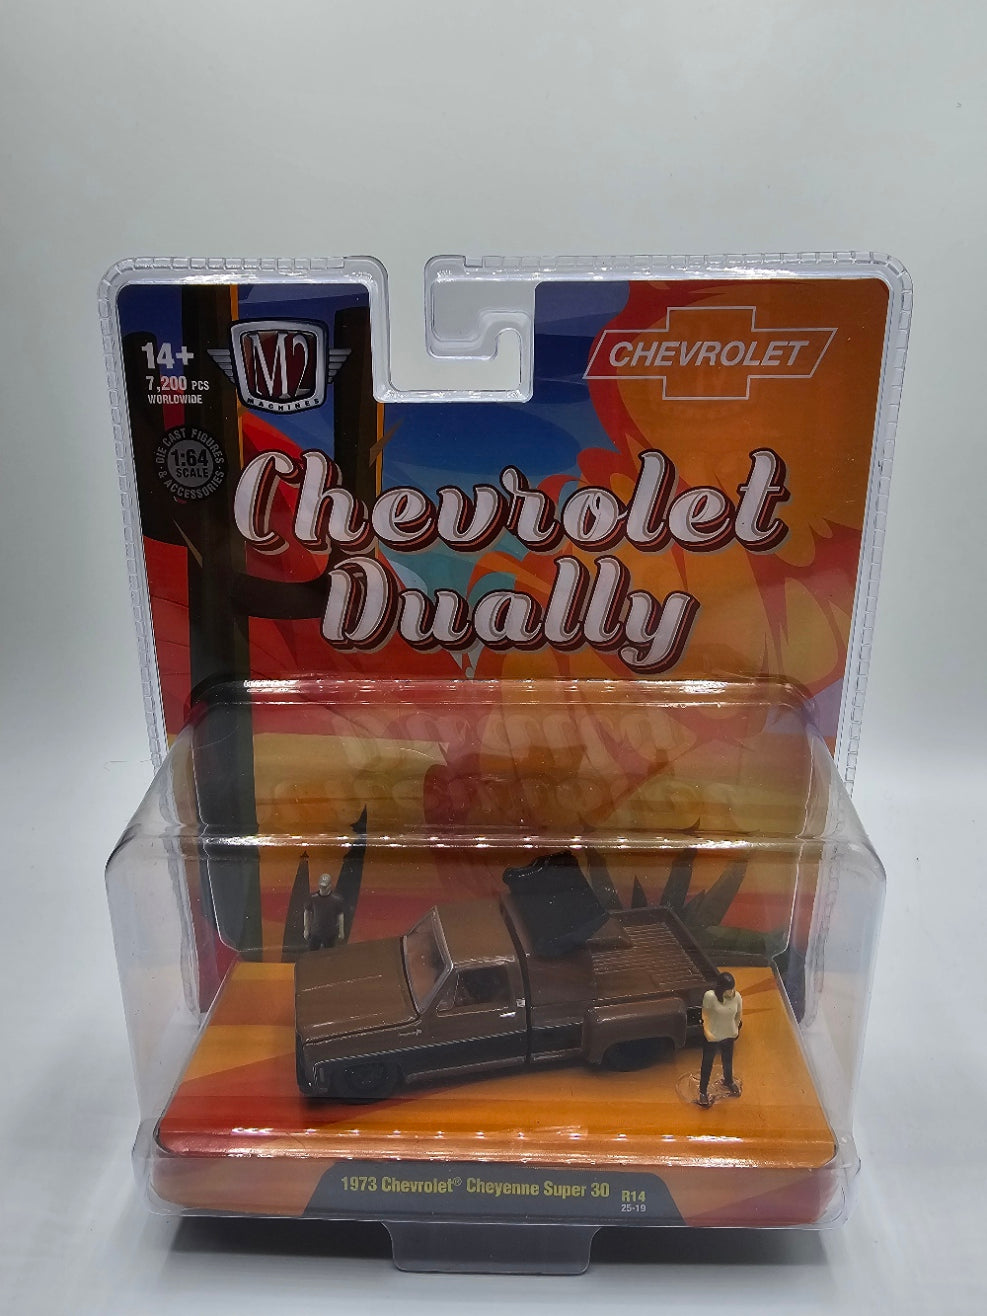 14+
7,200 PCS
WORLDWIDE
M2
MACHINES
CHEVROLET
DIE CAST FIGURES
1:64
SCALE
& ACCESSORIES
Chevrolet
Dually
1973 Chevrolet® Cheyenne Super 30
R14
25-19